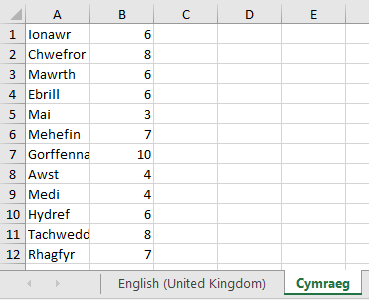 A B C D E
1 Ionawr 6
2 Chwefror 8
3 Mawrth 6
4 Ebrill 6
5 Mai 3
6 Mehefin 7
7 Gorffenna 10
8 Awst 4
9 Medi 4
10 Hydref 6
11 Tachwedd 8
12 Rhagfyr 7
English (United Kingdom) Cymraeg